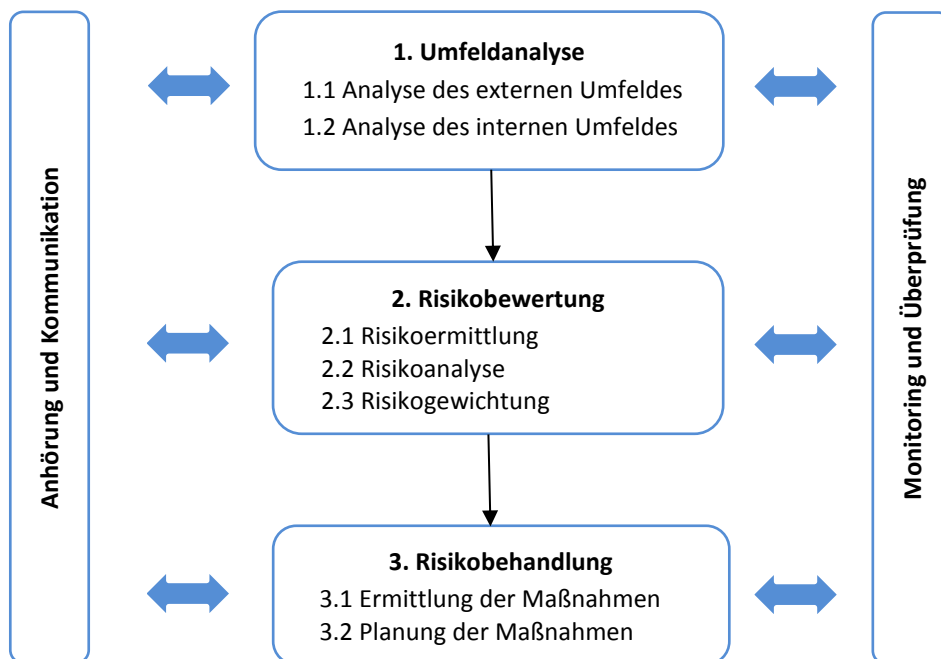 Anhörung und Kommunikation
1. Umfeldanalyse
1.1 Analyse des externen Umfeldes
1.2 Analyse des internen Umfeldes
2. Risikobewertung
2.1 Risikoermittlung
2.2 Risikoanalyse
2.3 Risikogewichtung
3. Risikobehandlung
3.1 Ermittlung der Maßnahmen
3.2 Planung der Maßnahmen
Monitoring und Überprüfung